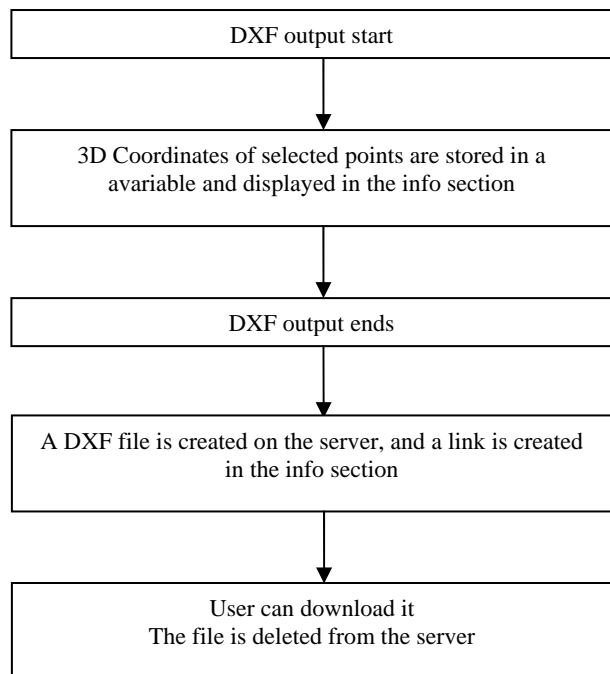 DXF output start
3D Coordinates of selected points are stored in a
avariable and displayed in the info section
DXF output ends
A DXF file is created on the server, and a link is created
in the info section
User can download it
The file is deleted from the server